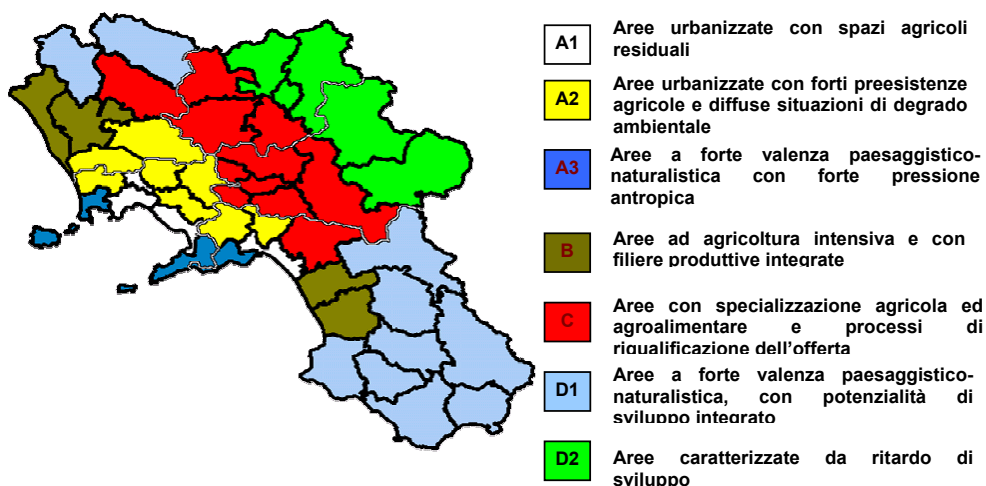 A1
Aree urbanizzate con spazi agricoli
residuali
A2
Aree urbanizzate con forti preesistenze
agricole e diffuse situazioni di degrado
ambientale
A3
Aree a forte valenza paesaggistico-
naturalistica con forte pressione
antropica
B
Aree ad agricoltura intensiva e con
filiere produttive integrate
C
Aree con specializzazione agricola ed
agroalimentare e processi di
riqualificazione dell'offerta
D1
Aree a forte valenza paesaggistico-
naturalistica, con potenzialità di
sviluppo integrato
D2
Aree caratterizzate da ritardo di
sviluppo